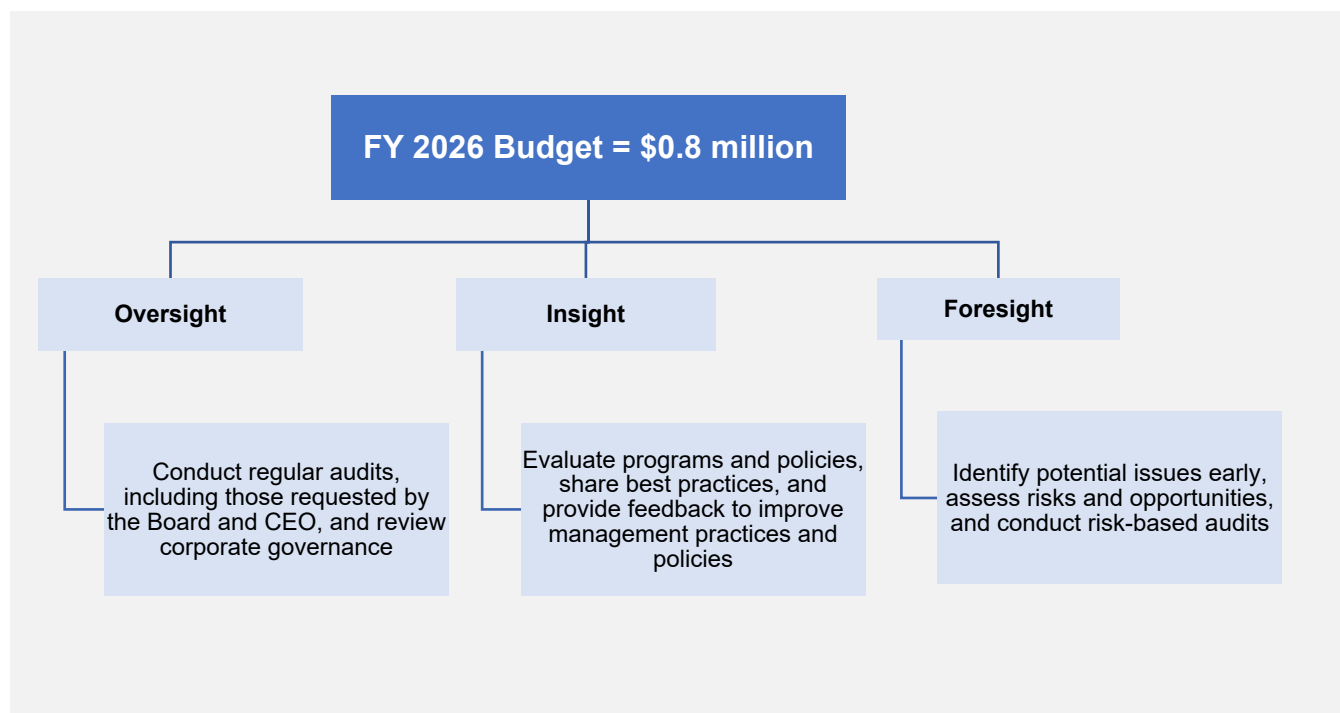 FY 2026 Budget = $0.8 million
Oversight
Conduct regular audits,
including those requested by
the Board and CEO, and review
corporate governance
Insight
Evaluate programs and policies,
share best practices, and
provide feedback to improve
management practices and
policies
Foresight
Identify potential issues early,
assess risks and opportunities,
and conduct risk-based audits